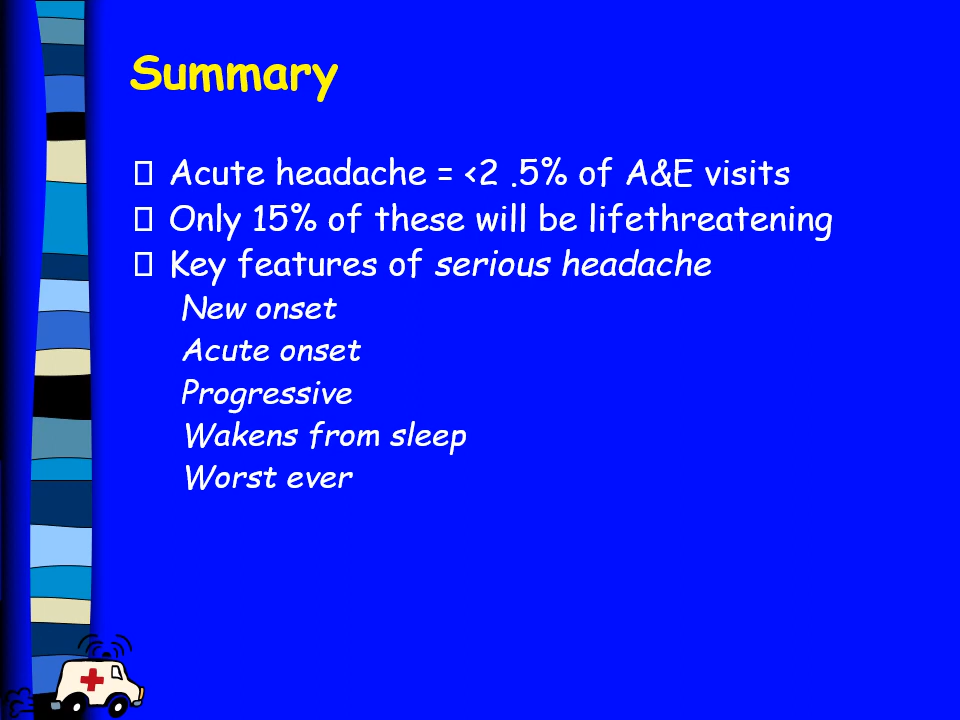 Summary
Acute headache = <2 .5% of A&E visits
Only 15% of these will be lifethreatening
Key features of serious headache
New onset
Acute onset
Progressive
Wakens from sleep
Worst ever